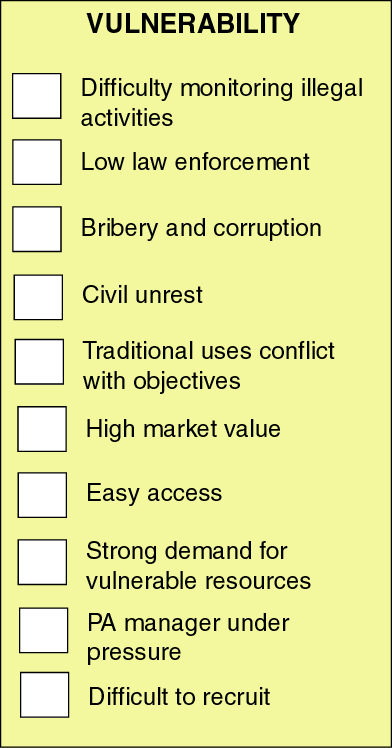 VULNERABILITY
Difficulty monitoring illegal
activities
Low law enforcement
Bribery and corruption
Civil unrest
Traditional uses conflict
with objectives
High market value
Easy access
Strong demand for
vulnerable resources
PA manager under
pressure
Difficult to recruit